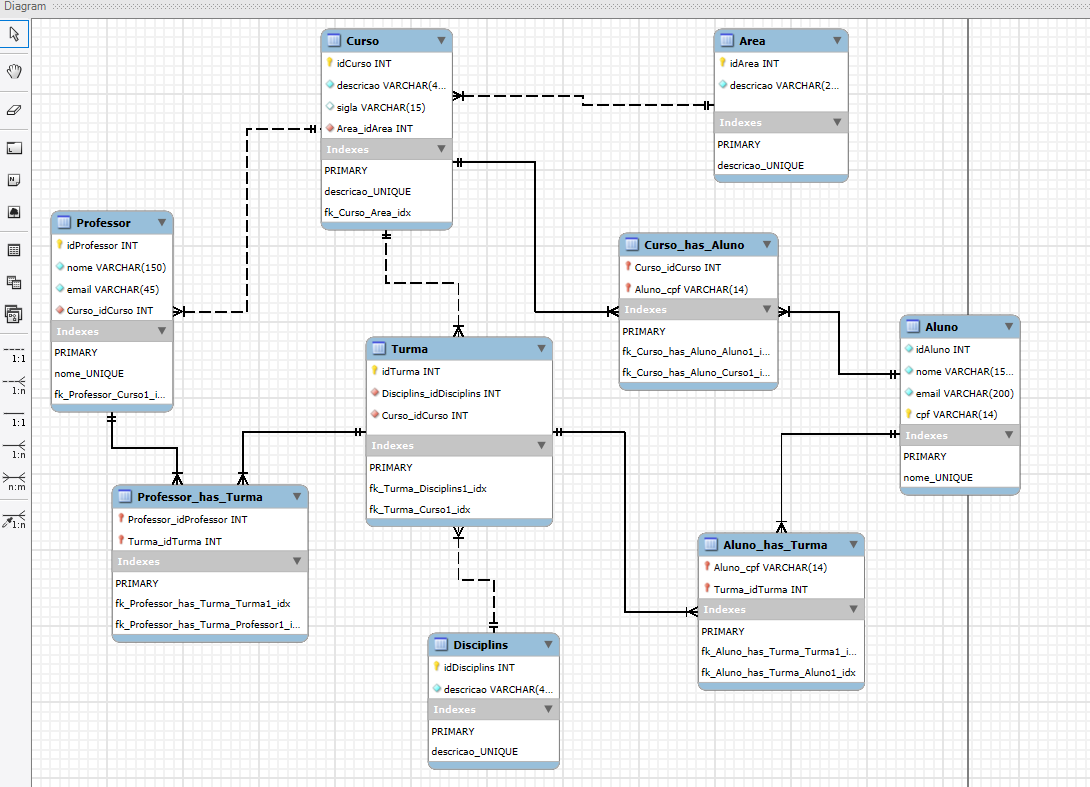 Diagram
1:1
1:n
1:1
1:n
n:m
1:n
Curso
idCurso INT
descricao VARCHAR(4...
sigla VARCHAR(15)
Area_idArea INT
Indexes
PRIMARY
descricao_UNIQUE
fk_Curso_Area_idx
Area
idArea INT
descricao VARCHAR(2...
Indexes
PRIMARY
descricao_UNIQUE
Professor
idProfessor INT
nome VARCHAR(150)
email VARCHAR(45)
Curso_idCurso INT
Indexes
PRIMARY
nome_UNIQUE
fk_Professor_Curso1_i...
Curso_has_Aluno
Curso_idCurso INT
Aluno_cpf VARCHAR(14)
Indexes
PRIMARY
fk_Curso_has_Aluno_Aluno1_i...
fk_Curso_has_Aluno_Curso1_i...
Aluno
idAluno INT
nome VARCHAR(15...
email VARCHAR(200)
cpf VARCHAR(14)
Indexes
PRIMARY
nome_UNIQUE
Turma
idTurma INT
Disciplins_idDisciplins INT
Curso_idCurso INT
Indexes
PRIMARY
fk_Turma_Disciplins1_idx
fk_Turma_Curso1_idx
Professor_has_Turma
Professor_idProfessor INT
Turma_idTurma INT
Indexes
PRIMARY
fk_Professor_has_Turma_Turma1_idx
fk_Professor_has_Turma_Professor1_i...
Aluno_has_Turma
Aluno_cpf VARCHAR(14)
Turma_idTurma INT
Indexes
PRIMARY
fk_Aluno_has_Turma_Turma1_i...
fk_Aluno_has_Turma_Aluno1_idx
Disciplins
idDisciplins INT
descricao VARCHAR(4...
Indexes
PRIMARY
descricao_UNIQUE